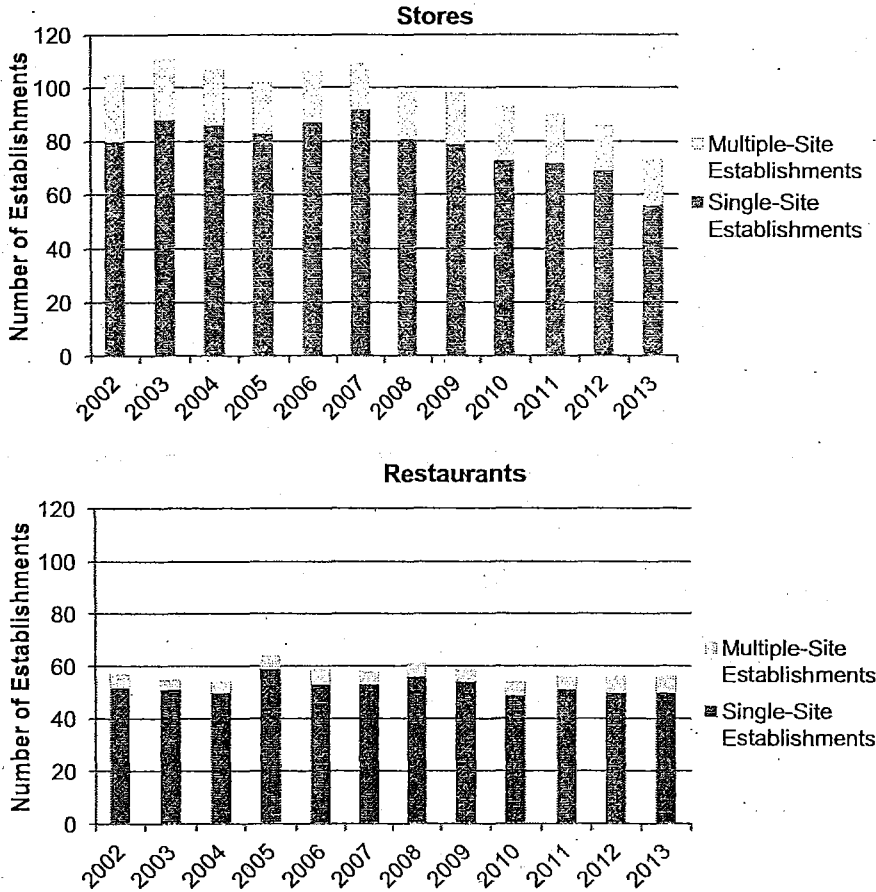 Stores
Number of Establishments
120
100
80
60
40
20
0
2002 2003 2004 2005 2006 2007 2008 2009 2010 2011 2012 2013
Multiple-Site
Establishments
Single-Site
Establishments
Restaurants
Number of Establishments
120
100
80
60
40
20
0
2002 2003 2004 2005 2006 2007 2008 2009 2010 2011 2012 2013
Multiple-Site
Establishments
Single-Site
Establishments